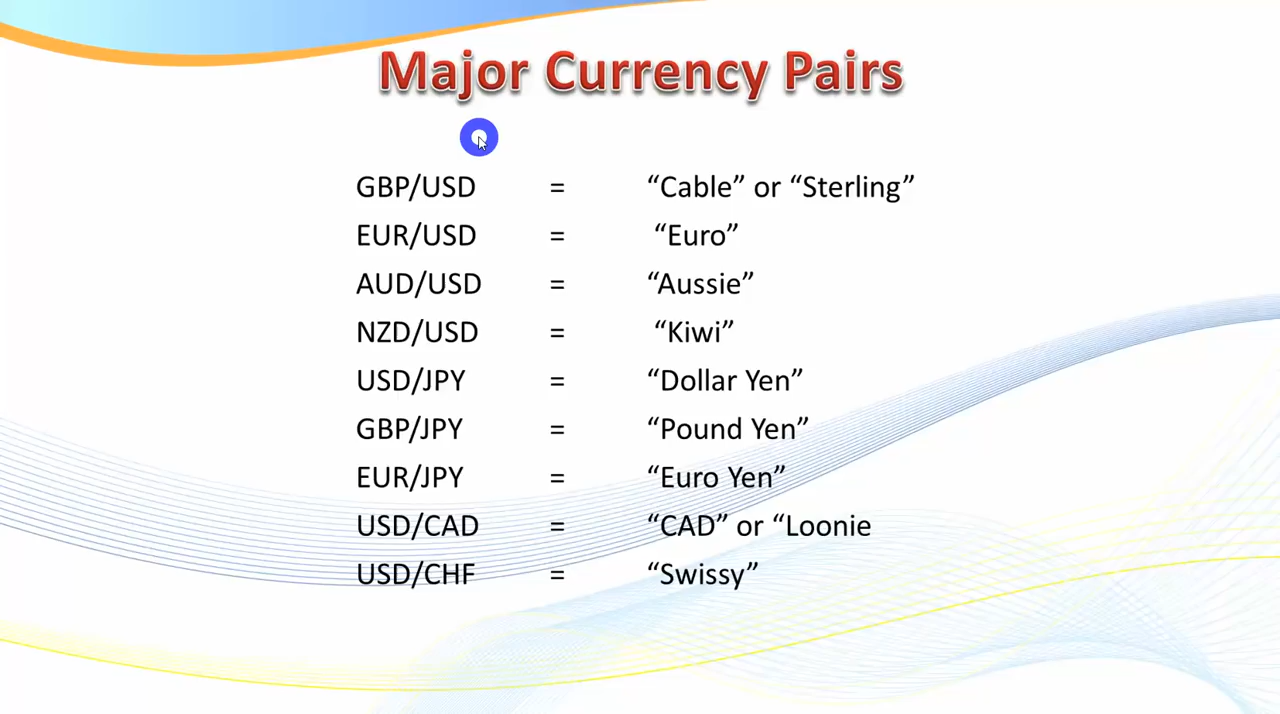 Major Currency Pairs
GBP/USD = “Cable” or “Sterling”
EUR/USD = “Euro”
AUD/USD = “Aussie”
NZD/USD = “Kiwi”
USD/JPY = “Dollar Yen”
GBP/JPY = “Pound Yen”
EUR/JPY = “Euro Yen”
USD/CAD = “CAD” or “Loonie
USD/CHF = “Swissy”